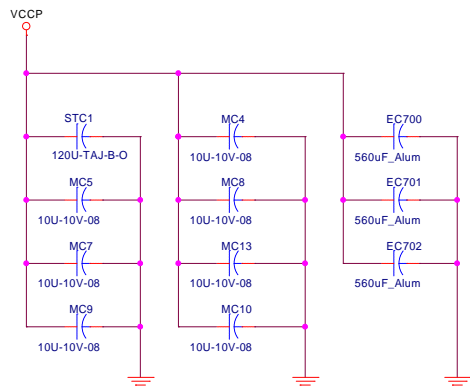 VCCP
STC1
120U-TAJ-B-O
MC5
10U-10V-08
MC7
10U-10V-08
MC9
10U-10V-08
MC4
10U-10V-08
MC8
10U-10V-08
MC13
10U-10V-08
MC10
10U-10V-08
EC700
560uF_Alum
EC701
560uF_Alum
EC702
560uF_Alum